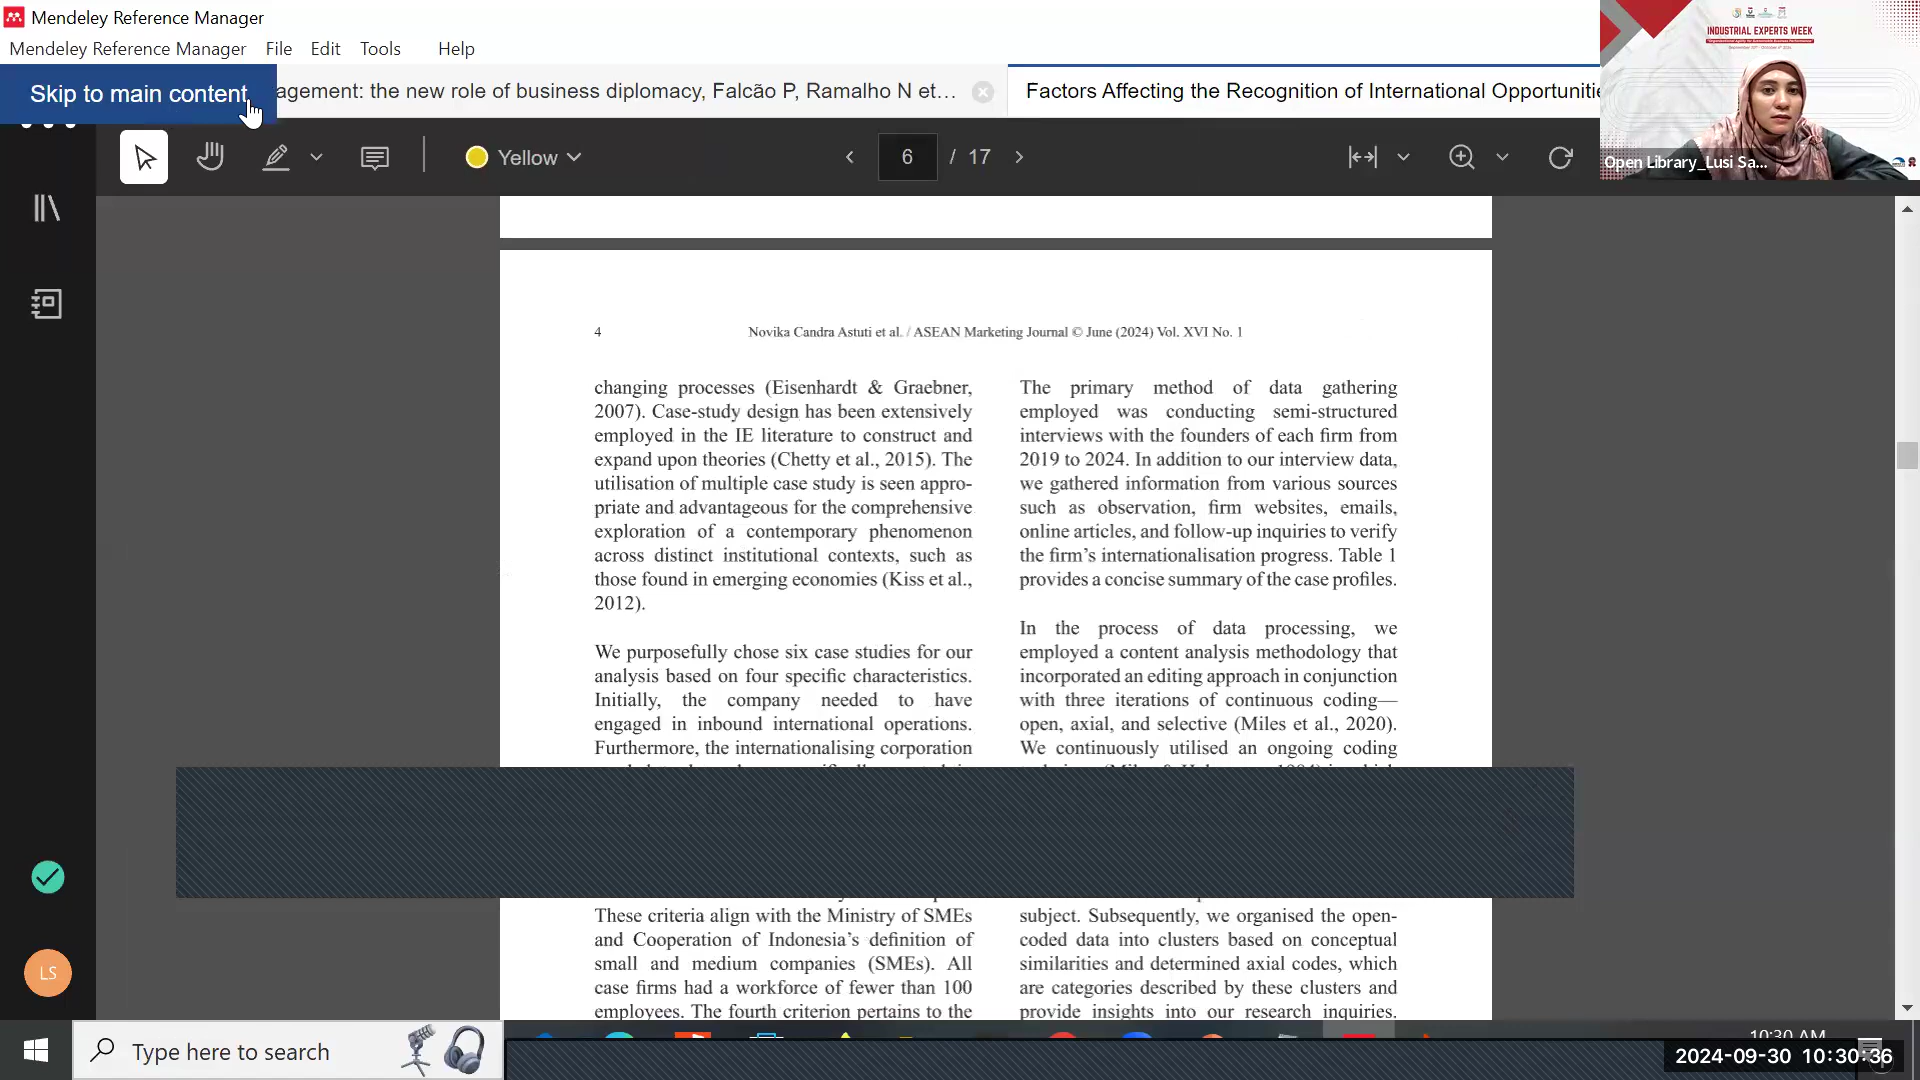 Mendeley Reference Manager
Mendeley Reference Manager File Edit Tools Help
Skip to main content
agement: the new role of business diplomacy, Falcão P, Ramalho N et...
Factors Affecting the Recognition of International Opportunitie
INDUSTRIAL EXPERTS WEEK
Open Library_Lusi Sa...
Yellow
6 / 17
4
Novika Candra Astuti et al. / ASEAN Marketing Journal © June (2024) Vol. XVI No. 1
changing processes (Eisenhardt & Graebner,
2007). Case-study design has been extensively
employed in the IE literature to construct and
expand upon theories (Chetty et al., 2015). The
utilisation of multiple case study is seen appro-
priate and advantageous for the comprehensive
exploration of a contemporary phenomenon
across distinct institutional contexts, such as
those found in emerging economies (Kiss et al.,
2012).
We purposefully chose six case studies for our
analysis based on four specific characteristics.
Initially, the company needed to have
engaged in inbound international operations.
Furthermore, the internationalising corporation
These criteria align with the Ministry of SMEs
and Cooperation of Indonesia's definition of
small and medium companies (SMEs). All
case firms had a workforce of fewer than 100
employees. The fourth criterion pertains to the
The primary method of data gathering
employed was conducting semi-structured
interviews with the founders of each firm from
2019 to 2024. In addition to our interview data,
we gathered information from various sources
such as observation, firm websites, emails,
online articles, and follow-up inquiries to verify
the firm's internationalisation progress. Table 1
provides a concise summary of the case profiles.
In the process of data processing, we
employed a content analysis methodology that
incorporated an editing approach in conjunction
with three iterations of continuous coding—
open, axial, and selective (Miles et al., 2020).
We continuously utilised an ongoing coding
subject. Subsequently, we organised the open-
coded data into clusters based on conceptual
similarities and determined axial codes, which
are categories described by these clusters and
provide insights into our research inquiries.
LS
Type here to search
10:30 AM
2024-09-30 10:30:36